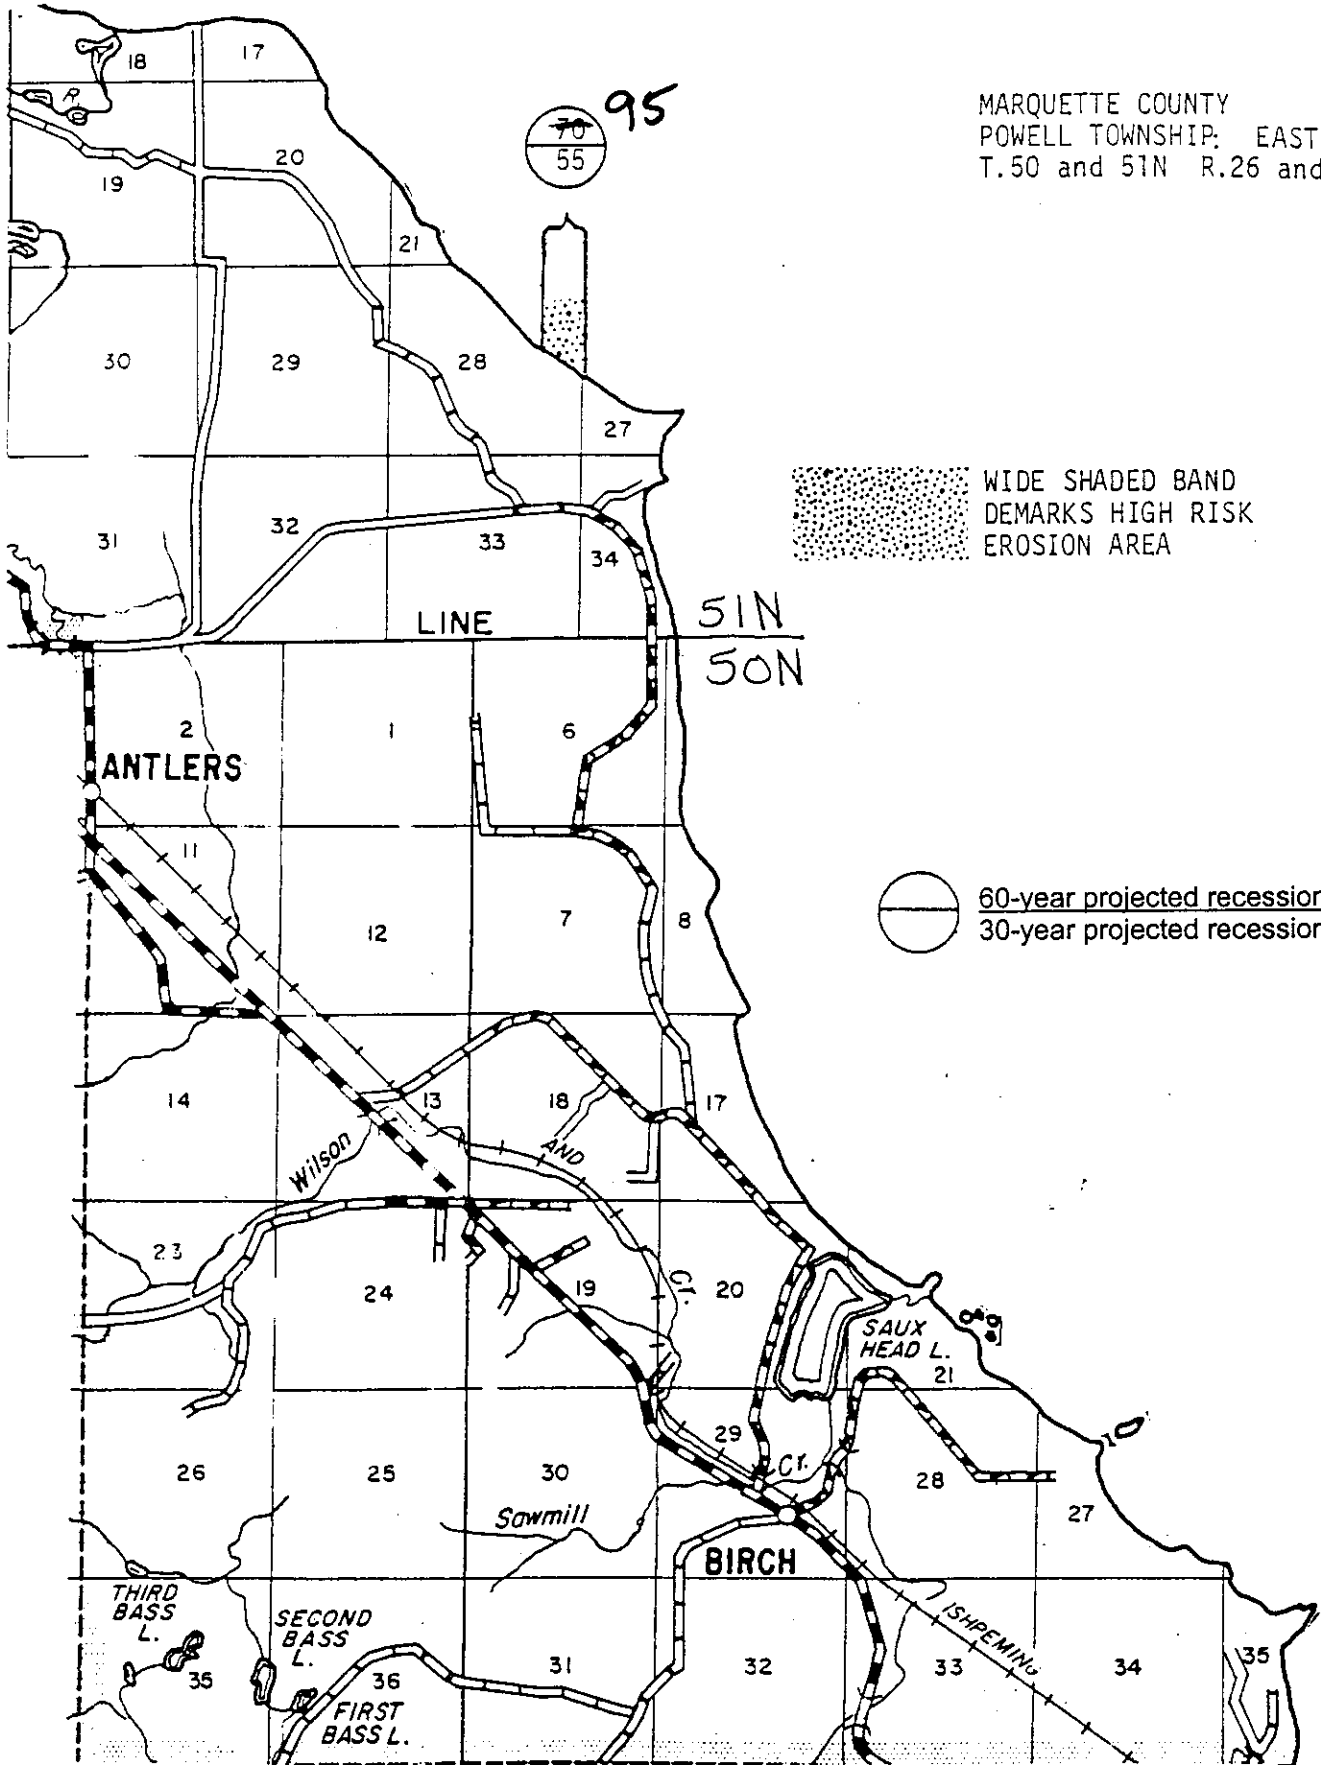 MARQUETTE COUNTY
POWELL TOWNSHIP: EAST
T.50 and 51N R.26 and
95
70
55
18
17
R.
20
19
21
30
29
28
27
WIDE SHADED BAND
DEMARKS HIGH RISK
EROSION AREA
31
32
33
34
LINE
51N
50N
2
1
6
ANTLERS
11
12
7
8
60-year projected recession
30-year projected recession
14
13
18
17
Wilson
AND
23
24
19
Cr.
20
SAUX
HEAD L.
21
29
26
25
30
Cr.
28
27
Sawmill
BIRCH
THIRD
BASS
L.
SECOND
BASS
L.
ISHPEMING
35
36
31
32
33
34
35
FIRST
BASS L.